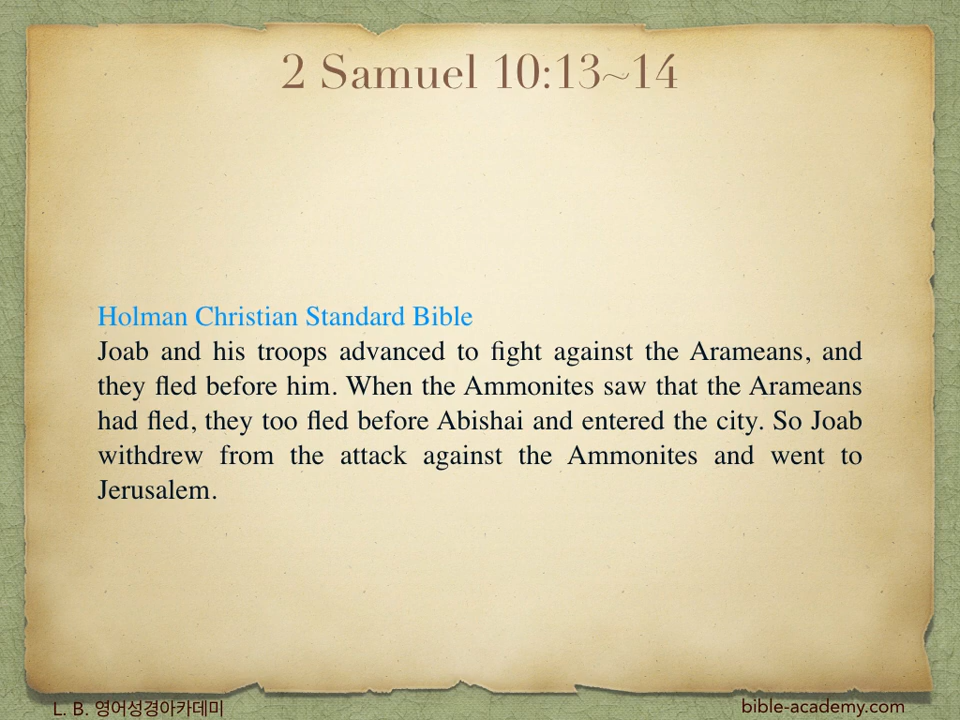 2 Samuel 10:13~14
Holman Christian Standard Bible
Joab and his troops advanced to fight against the Arameans, and
they fled before him. When the Ammonites saw that the Arameans
had fled, they too fled before Abishai and entered the city. So Joab
withdrew from the attack against the Ammonites and went to
Jerusalem.
L. B. 영어성경아카데미
bible-academy.com